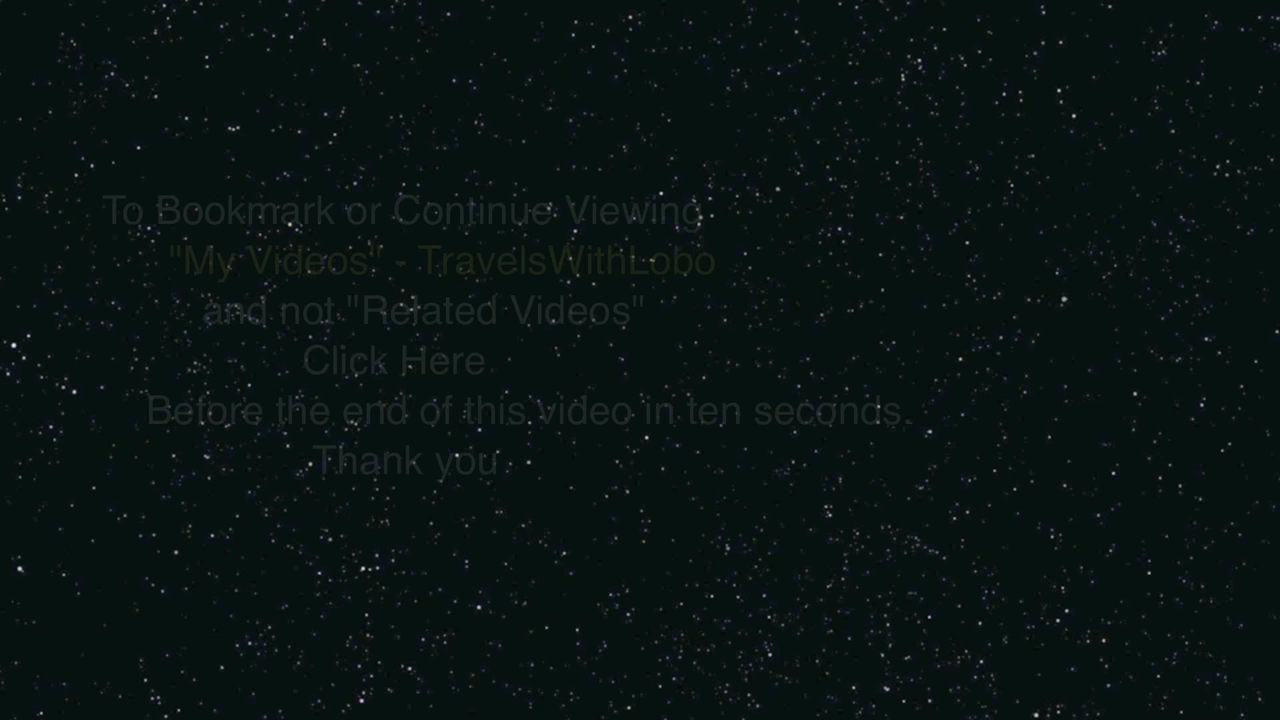 To Bookmark or Continue Viewing
"My Videos" - TravelsWithLobo
and not "Related Videos"
Click Here
Before the end of this video in ten seconds.
Thank you